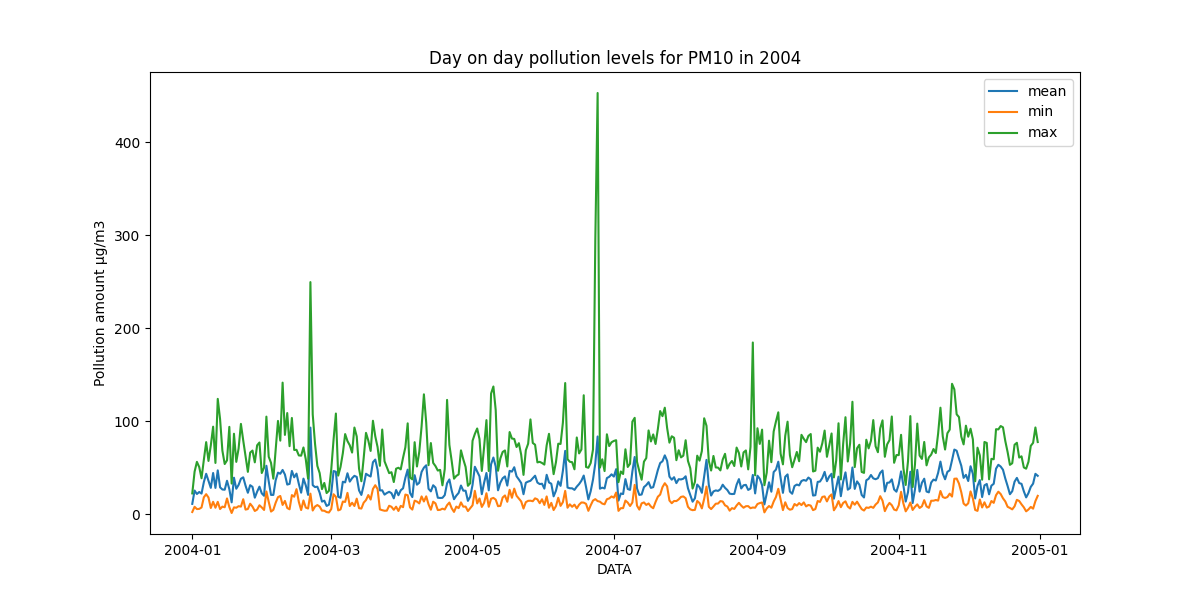 Day on day pollution levels for PM10 in 2004
mean
min
max
Pollution amount µg/m3
400
300
200
100
0
2004-01
2004-03
2004-05
2004-07
2004-09
2004-11
2005-01
DATA